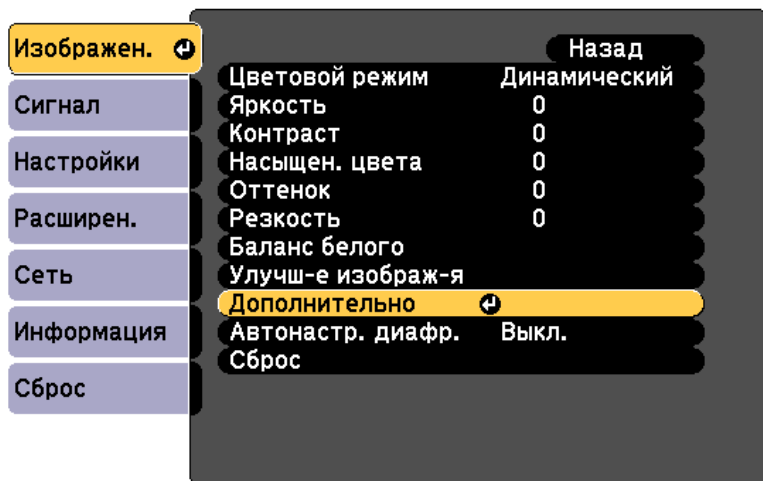 Изображен.
Сигнал
Настройки
Расширен.
Сеть
Информация
Сброс
Назад
Цветовой режим Динамический
Яркость 0
Контраст 0
Насыщен. цвета 0
Оттенок 0
Резкость 0
Баланс белого
Улучш-е изображ-я
Дополнительно
Автонастр. диафр. Выкл.
Сброс